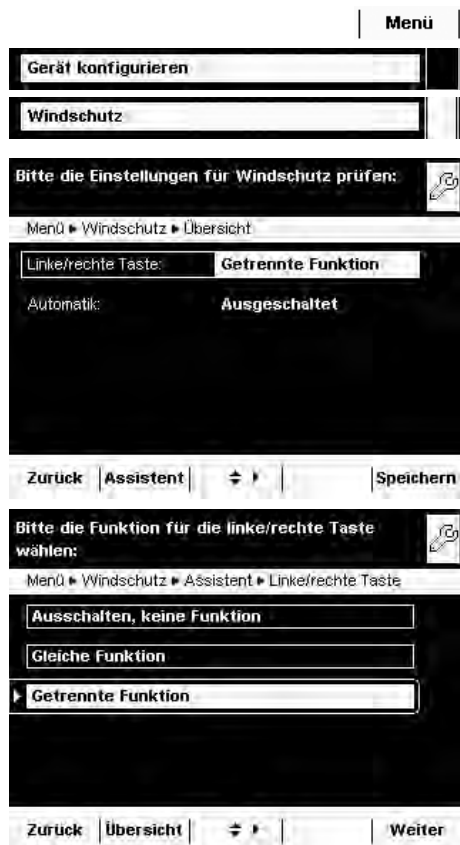 Menü
Gerät konfigurieren
Windschutz
Bitte die Einstellungen für Windschutz prüfen:
Menü ▸ Windschutz ▸ Übersicht
Linke/rechte Taste: Getrennte Funktion
Automatik: Ausgeschaltet
Zurück Assistent Speichern
Bitte die Funktion für die linke/rechte Taste
wählen:
Menü ▸ Windschutz ▸ Assistent ▸ Linke/rechte Taste
Ausschalten, keine Funktion
Gleiche Funktion
Getrennte Funktion
Zurück Übersicht Weiter